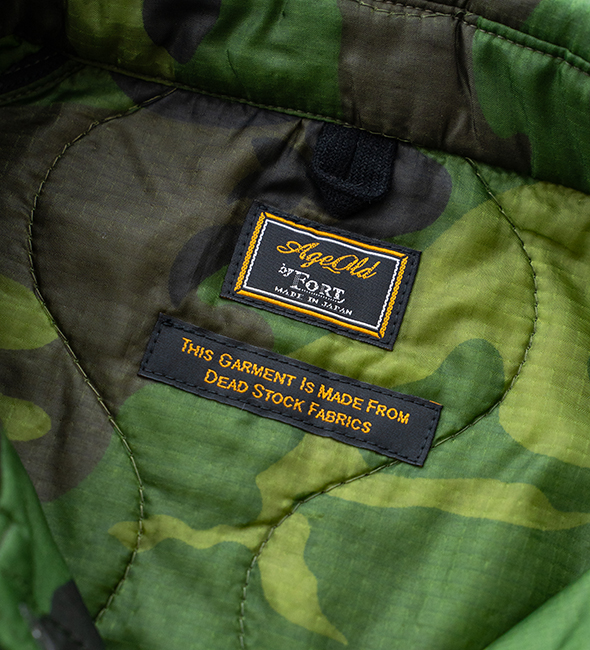 AgeOld
by FORT
MADE IN JAPAN
THIS GARMENT IS MADE FROM
DEAD STOCK FABRICS